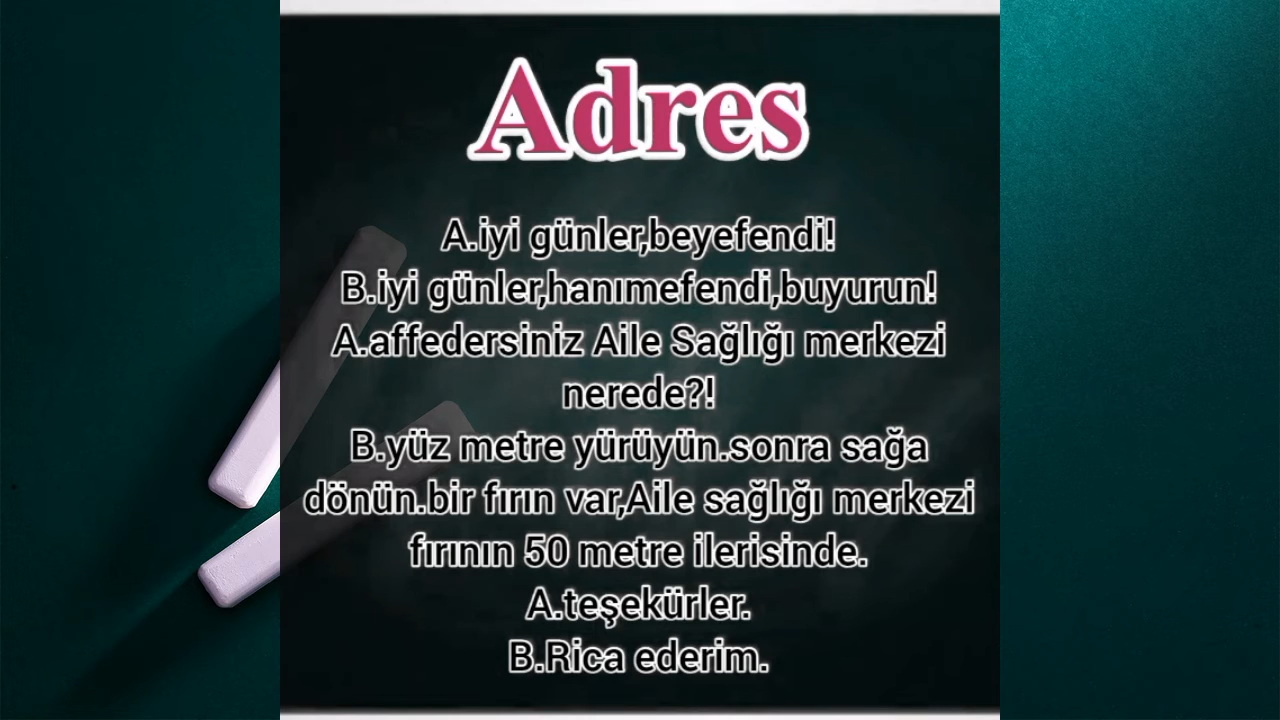 Adres
A.iyi günler,beyefendi!
B.iyi günler,hanımefendi,buyurun!
A.affedersiniz Aile Sağlığı merkezi
nerede?!
B.yüz metre yürüyün.sonra sağa
dönün.bir fırın var,Aile sağlığı merkezi
fırının 50 metre ilerisinde.
A.teşekürler.
B.Rica ederim.